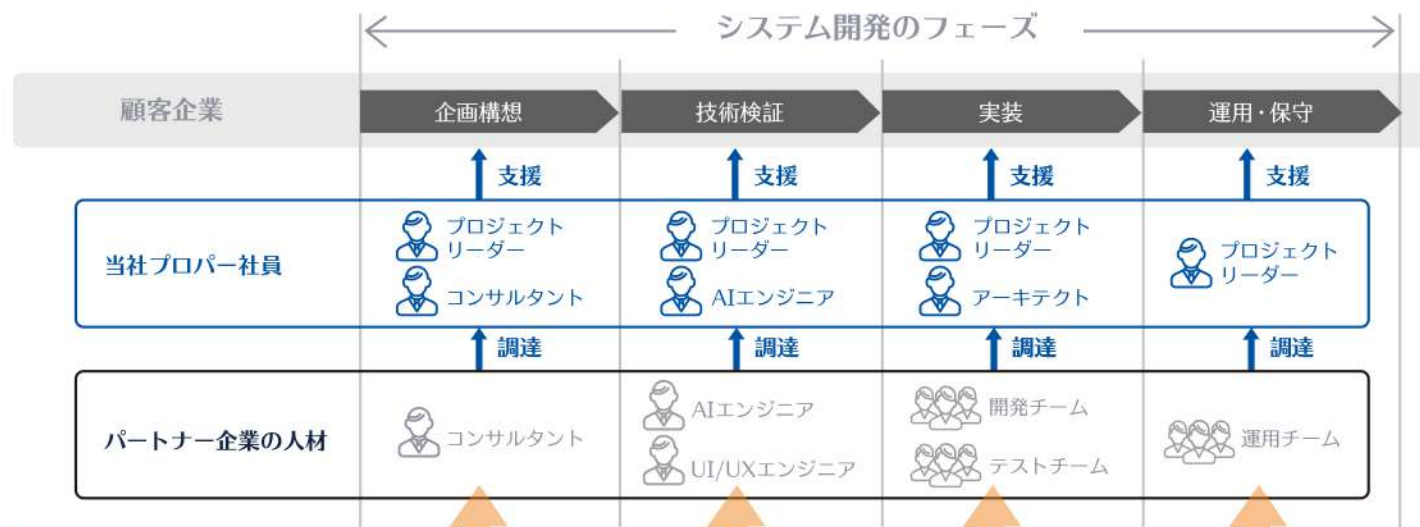 システム開発のフェーズ
顧客企業
企画構想
技術検証
実装
運用・保守
支援
支援
支援
支援
当社プロパー社員
プロジェクト
リーダー
コンサルタント
プロジェクト
リーダー
AIエンジニア
プロジェクト
リーダー
アーキテクト
プロジェクト
リーダー
調達
調達
調達
調達
パートナー企業の人材
コンサルタント
AIエンジニア
UI/UXエンジニア
開発チーム
テストチーム
運用チーム